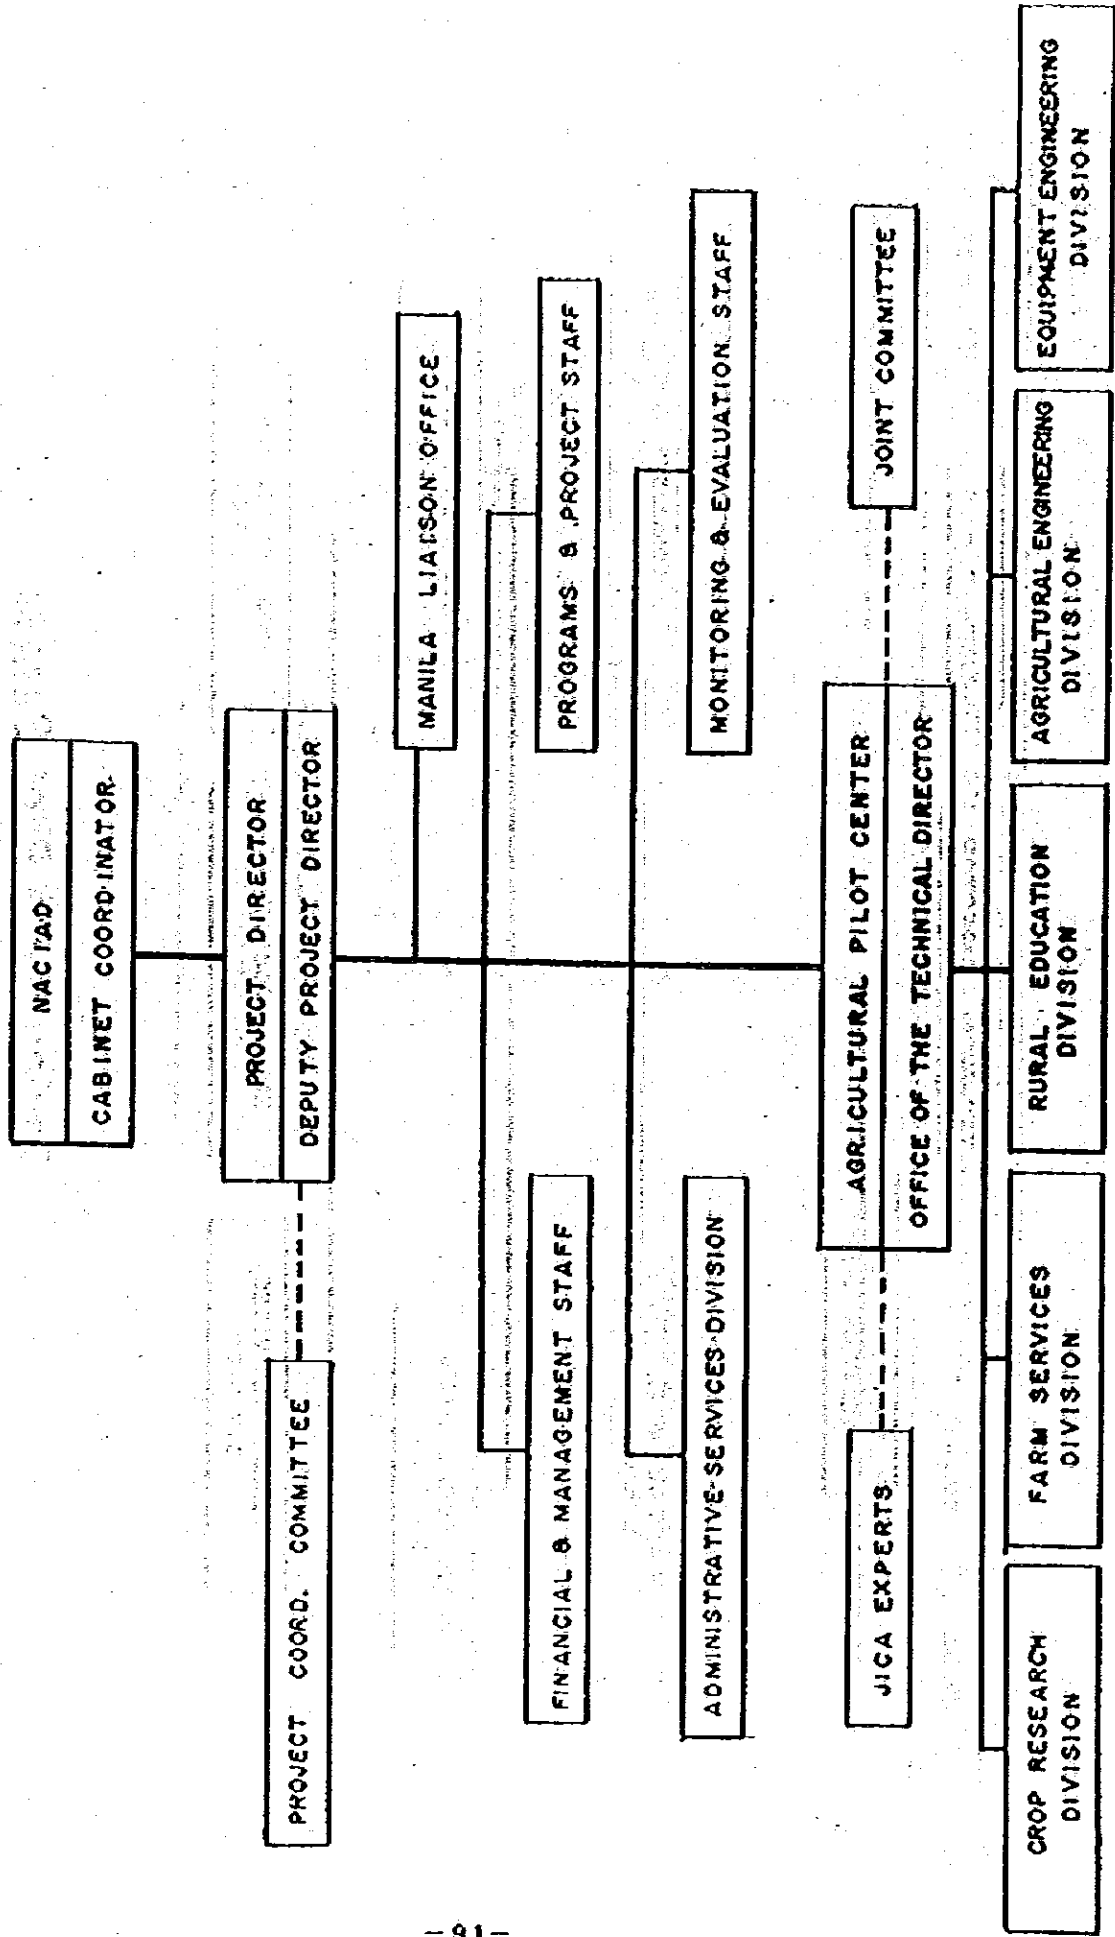 NACIAD
CABINET COORDINATOR
PROJECT DIRECTOR
DEPUTY PROJECT DIRECTOR
PROJECT COORD. COMMITTEE
MANILA LIAISON OFFICE
FINANCIAL & MANAGEMENT STAFF
PROGRAMS & PROJECT STAFF
ADMINISTRATIVE SERVICES DIVISION
MONITORING & EVALUATION STAFF
AGRICULTURAL PILOT CENTER
OFFICE OF THE TECHNICAL DIRECTOR
JICA EXPERTS
JOINT COMMITTEE
CROP RESEARCH
DIVISION
FARM SERVICES
DIVISION
RURAL EDUCATION
DIVISION
AGRICULTURAL ENGINEERING
DIVISION
EQUIPMENT ENGINEERING
DIVISION